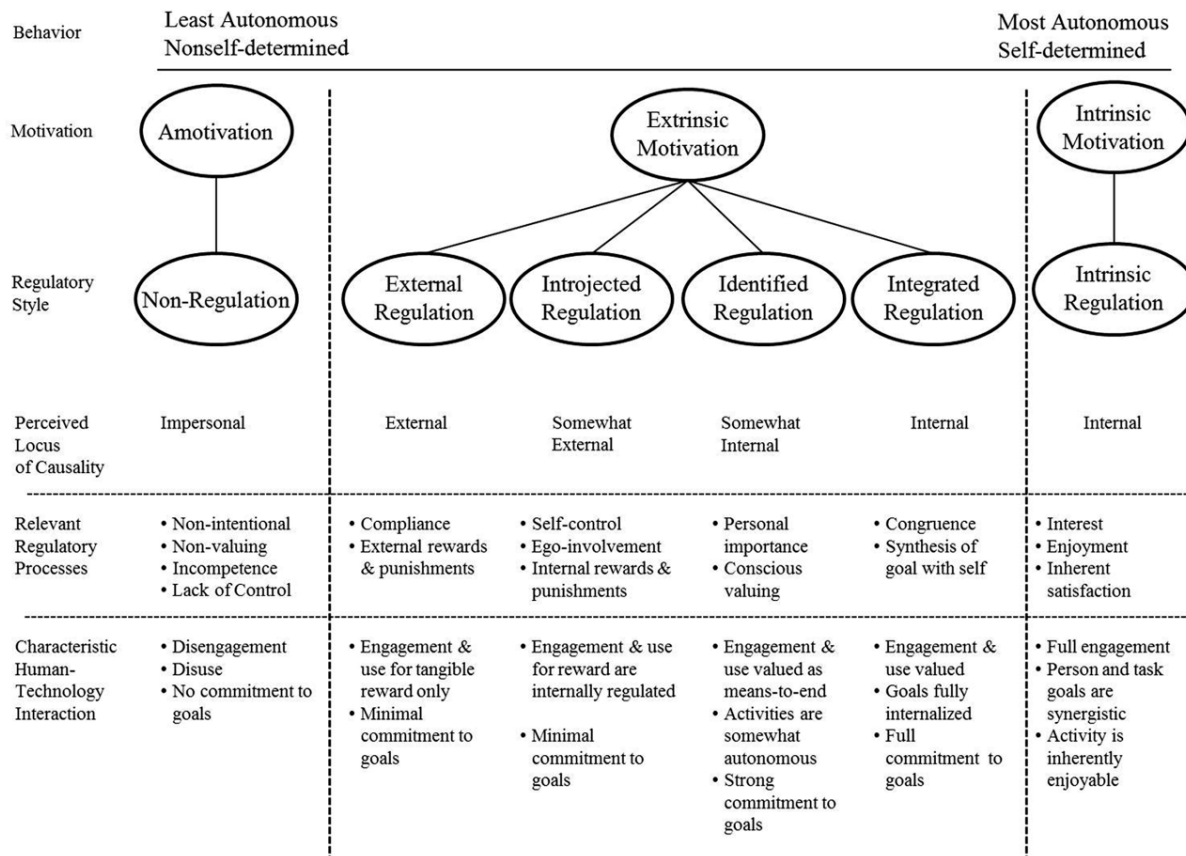 Behavior
Least Autonomous
Nonself-determined
Most Autonomous
Self-determined
Motivation
Amotivation
Extrinsic
Motivation
Intrinsic
Motivation
Regulatory
Style
Non-Regulation
External
Regulation
Introjected
Regulation
Identified
Regulation
Integrated
Regulation
Intrinsic
Regulation
Perceived
Locus
of Causality
Impersonal
External
Somewhat
External
Somewhat
Internal
Internal
Internal
Relevant
Regulatory
Processes
• Non-intentional
• Non-valuing
• Incompetence
• Lack of Control
• Compliance
• External rewards
& punishments
• Self-control
• Ego-involvement
• Internal rewards &
punishments
• Personal
importance
• Conscious
valuing
• Congruence
• Synthesis of
goal with self
• Interest
• Enjoyment
• Inherent
satisfaction
Characteristic
Human-
Technology
Interaction
• Disengagement
• Disuse
• No commitment to
goals
• Engagement &
use for tangible
reward only
• Minimal
commitment to
goals
• Engagement & use
for reward are
internally regulated
• Minimal
commitment to
goals
• Engagement &
use valued as
means-to-end
• Activities are
somewhat
autonomous
• Strong
commitment to
goals
• Engagement &
use valued
• Goals fully
internalized
• Full
commitment to
goals
• Full engagement
• Person and task
goals are
synergistic
• Activity is
inherently
enjoyable